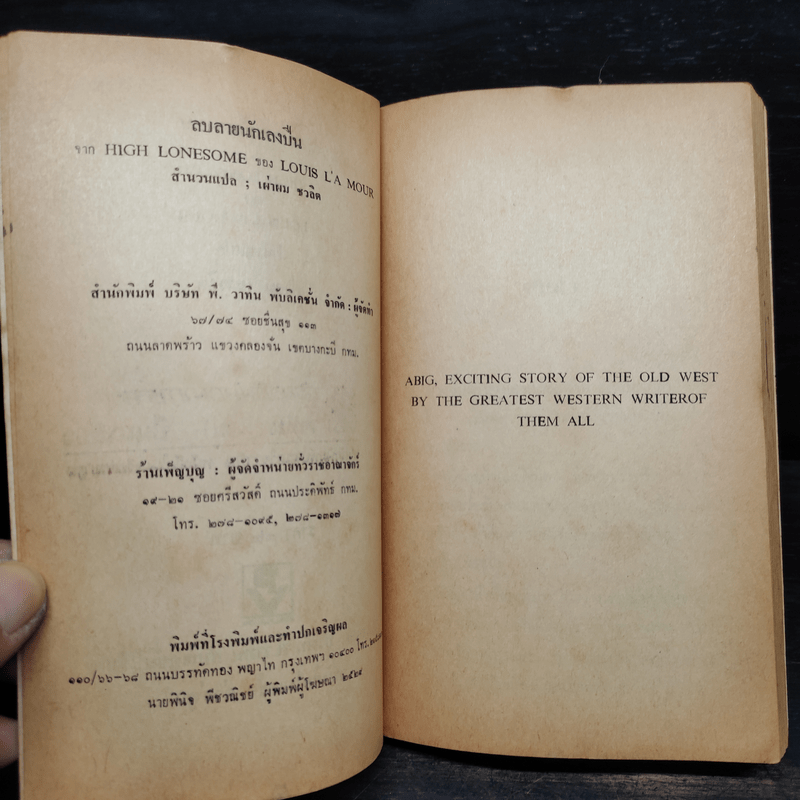 ลบลายนักเลงปืน
จาก HIGH LONESOME ของ LOUIS L'A MOUR
สำนวนแปล ; เผ่าผม ชวลิต
สำนักพิมพ์ บริษัท พี. วาทิน พับลิเคชั่น จำกัด : ผู้จัดทำ
๖๗/๗๔ ซอยชื่นสุข ๑๑๓
ถนนลาดพร้าว แขวงคลองจั่น เขตบางกะปิ กทม.
ร้านเพ็ญบุญ : ผู้จัดจำหน่ายทั่วราชอาณาจักร์
๑๙-๒๑ ซอยศรีสวัสดิ์ ถนนประดิพัทธ์ กทม.
โทร. ๒๗๘-๑๐๙๕, ๒๗๘-๑๓๑๗
พิมพ์ที่โรงพิมพ์และทำปกเจริญผล
๑๑๐/๖๖-๖๘ ถนนบรรทัดทอง พญาไท กรุงเทพฯ ๑๐๔๐๐ โทร.
นายพินิจ พืชวณิชย์ ผู้พิมพ์ผู้โฆษณา
ABIG, EXCITING STORY OF THE OLD WEST
BY THE GREATEST WESTERN WRITEROF
THEM ALL